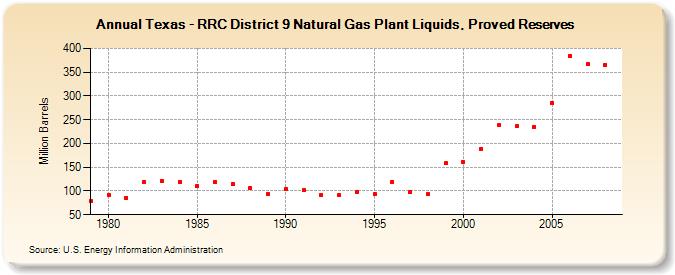 Annual Texas - RRC District 9 Natural Gas Plant Liquids, Proved Reserves
Million Barrels
400
350
300
250
200
150
100
50
1980 1985 1990 1995 2000 2005
Source: U.S. Energy Information Administration